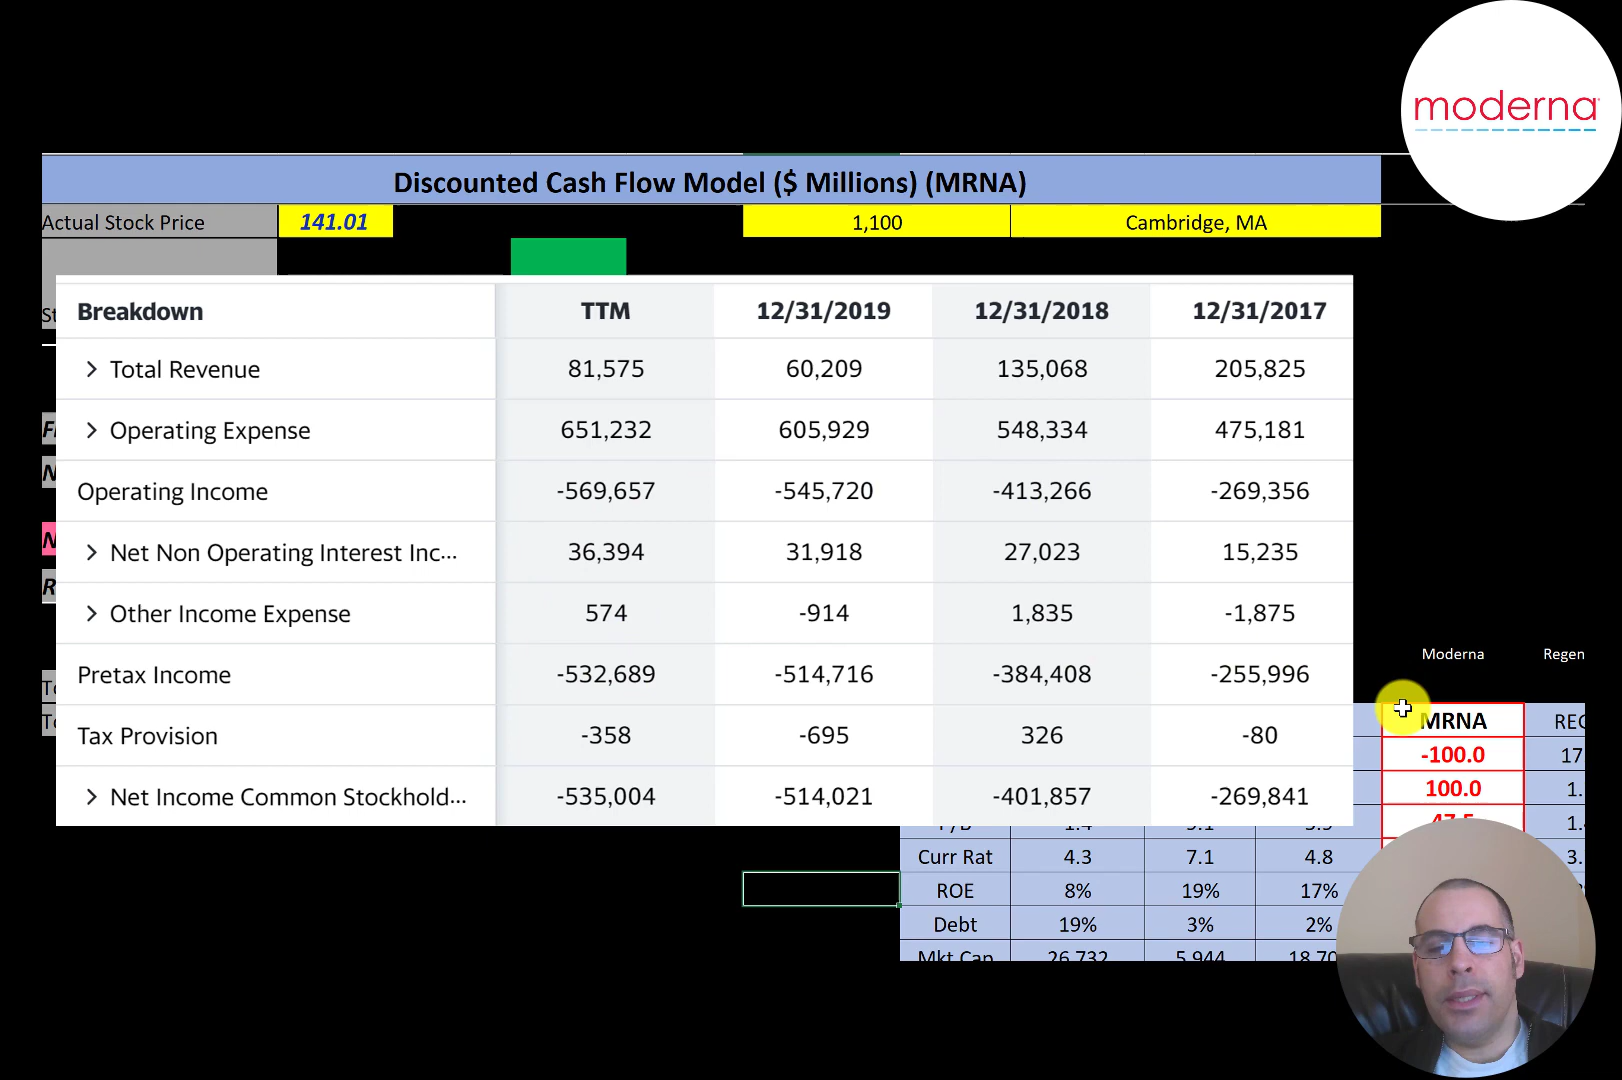 moderna
Discounted Cash Flow Model ($ Millions) (MRNA)
Actual Stock Price 141.01 1,100 Cambridge, MA
Breakdown TTM 12/31/2019 12/31/2018 12/31/2017
Total Revenue 81,575 60,209 135,068 205,825
Operating Expense 651,232 605,929 548,334 475,181
Operating Income -569,657 -545,720 -413,266 -269,356
Net Non Operating Interest Inc... 36,394 31,918 27,023 15,235
Other Income Expense 574 -914 1,835 -1,875
Moderna Regen
Pretax Income -532,689 -514,716 -384,408 -255,996
MRNA
Tax Provision -358 -695 326 -80
-100.0
100.0
Net Income Common Stockhold... -535,004 -514,021 -401,857 -269,841
Curr Rat 4.3 7.1 4.8
ROE 8% 19% 17%
Debt 19% 3% 2%
Mkt Cap 26,732 5,944